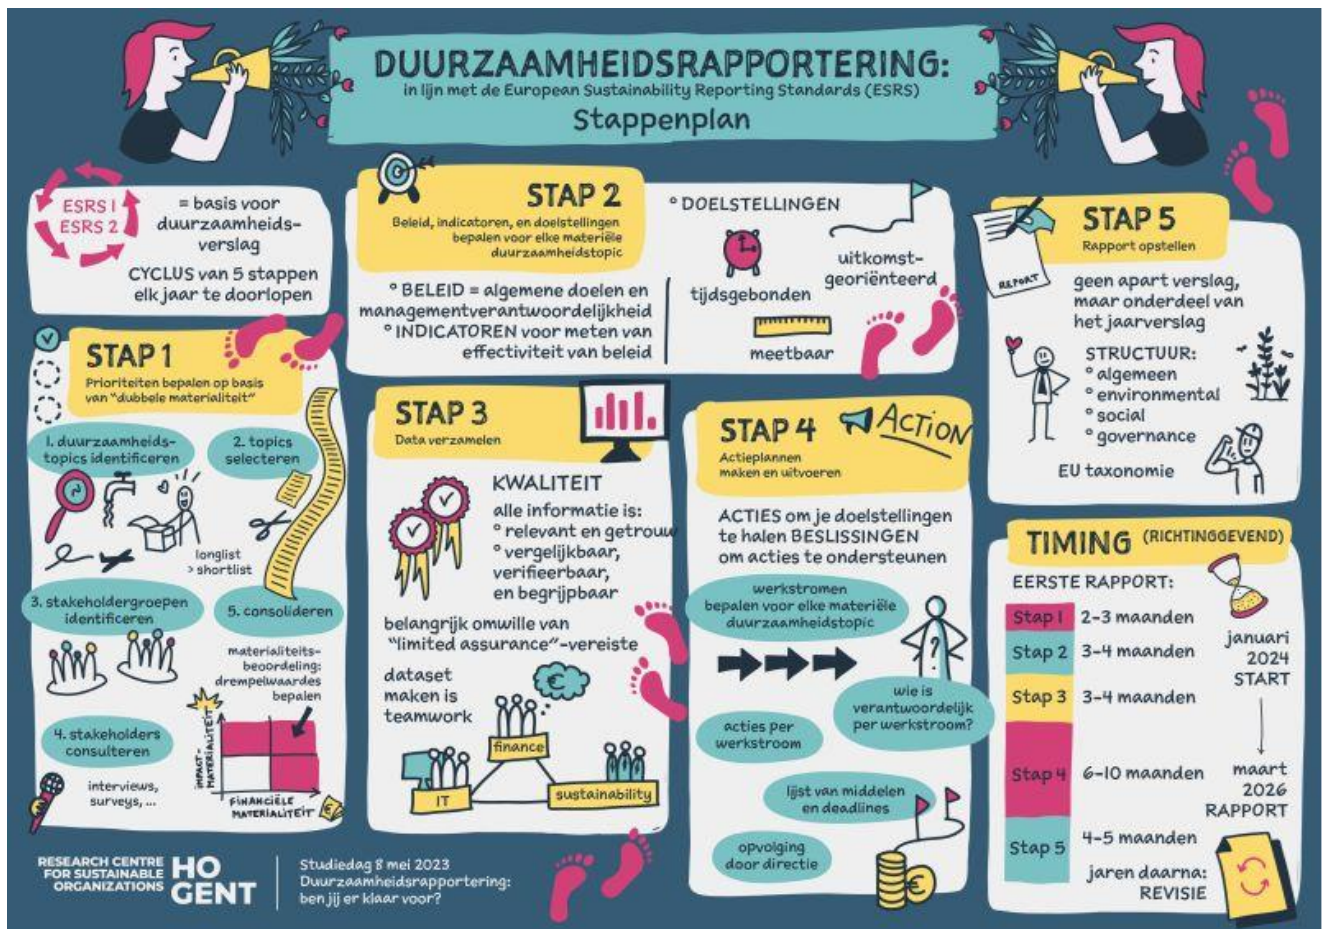 DUURZAAMHEIDSRAPPORTERING:
in lijn met de European Sustainability Reporting Standards (ESRS)
Stappenplan
ESRS 1
ESRS 2
= basis voor
duurzaamheids-
verslag
CYCLUS van 5 stappen
elk jaar te doorlopen
STAP 1
Prioriteiten bepalen op basis
van "dubbele materialiteit"
1. duurzaamheids-
topics identificeren
2. topics
selecteren
longlist
> shortlist
3. stakeholdergroepen
identificeren
5. consolideren
materialiteits-
beoordeling:
drempelwaardes
bepalen
4. stakeholders
consulteren
interviews,
surveys, ...
IMPACT-
MATERIALITEIT
FINANCIËLE
MATERIALITEIT
€
STAP 2
Beleid, indicatoren, en doelstellingen
bepalen voor elke materiële
duurzaamheidstopic
° BELEID = algemene doelen en
managementverantwoordelijkheid
° INDICATOREN voor meten van
effectiviteit van beleid
° DOELSTELLINGEN
uitkomst-
georiënteerd
tijdsgebonden
meetbaar
STAP 3
Data verzamelen
KWALITEIT
alle informatie is:
° relevant en getrouw
° vergelijkbaar,
verifieerbaar,
en begrijpbaar
belangrijk omwille van
"limited assurance"-vereiste
dataset
maken is
teamwork
€
finance
IT
sustainability
STAP 4
ACTION
Actieplannen
maken en uitvoeren
ACTIES om je doelstellingen
te halen BESLISSINGEN
om acties te ondersteunen
werkstromen
bepalen voor elke materiële
duurzaamheidstopic
?
wie is
verantwoordelijk
per werkstroom?
acties per
werkstroom
lijst van middelen
en deadlines
opvolging
door directie
€
STAP 5
Rapport opstellen
REPORT
geen apart verslag,
maar onderdeel van
het jaarverslag
STRUCTUUR:
° algemeen
° environmental
° social
° governance
EU taxonomie
TIMING (RICHTINGGEVEND)
EERSTE RAPPORT:
Stap 1 2-3 maanden
Stap 2 3-4 maanden
Stap 3 3-4 maanden
Stap 4 6-10 maanden
Stap 5 4-5 maanden
januari
2024
START
maart
2026
RAPPORT
jaren daarna:
REVISIE
RESEARCH CENTRE
FOR SUSTAINABLE
ORGANIZATIONS
HO
GENT
Studiedag 8 mei 2023
Duurzaamheidsrapportering:
ben jij er klaar voor?